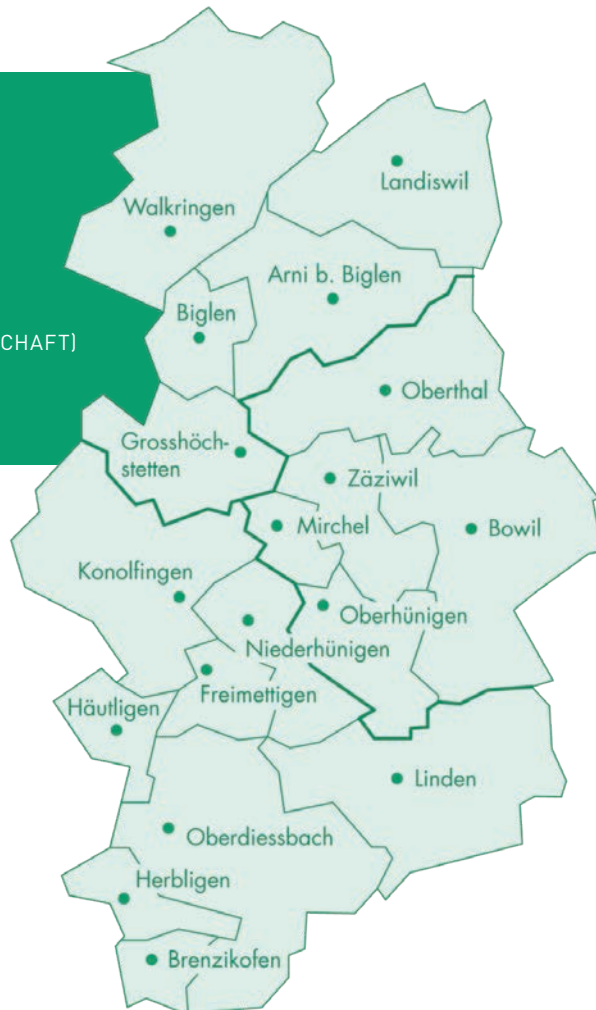 Landiswil
Walkringen
Arni b. Biglen
Biglen
CHAFT)
Oberthal
Grosshöch-
stetten
Zäziwil
Mirchel
Bowil
Konolfingen
Oberhünigen
Niederhünigen
Freimettigen
Häutligen
Linden
Oberdiessbach
Herbligen
Brenzikofen